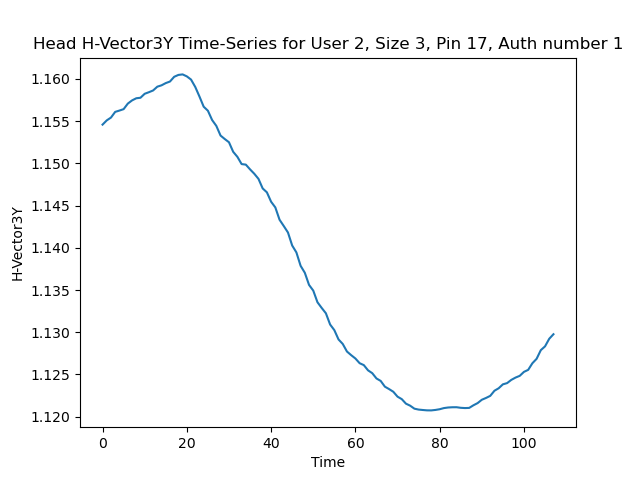 Head H-Vector3Y Time-Series for User 2, Size 3, Pin 17, Auth number 1
1.160
1.155
1.150
1.145
1.140
1.135
1.130
1.125
1.120
H-Vector3Y
0 20 40 60 80 100
Time